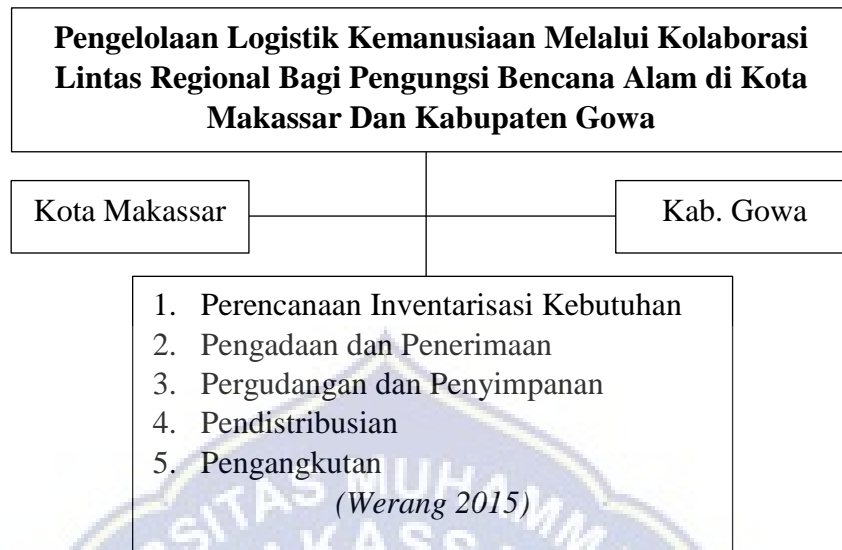 Pengelolaan Logistik Kemanusiaan Melalui Kolaborasi
Lintas Regional Bagi Pengungsi Bencana Alam di Kota
Makassar Dan Kabupaten Gowa
Kota Makassar
Kab. Gowa
1. Perencanaan Inventarisasi Kebutuhan
2. Pengadaan dan Penerimaan
3. Pergudangan dan Penyimpanan
4. Pendistribusian
5. Pengangkutan
(Werang 2015)